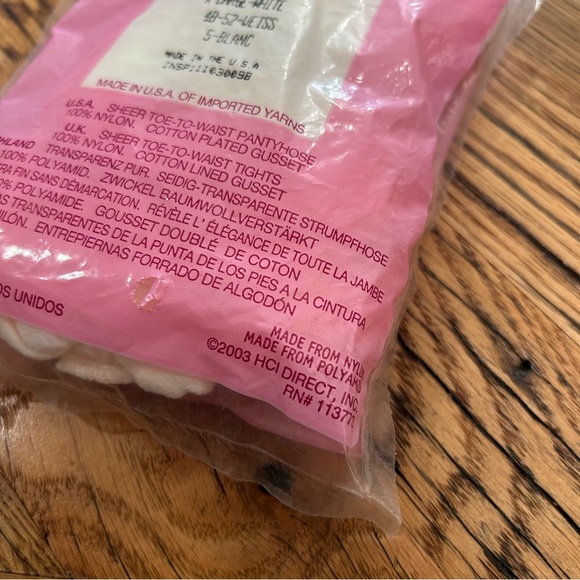 X-LARGE-WHITE
48-52-WEISS
5-BLANC
MADE IN THE U.S.A
MADE IN U.S.A. OF IMPORTED YARNS
U.S.A. SHEER TOE-TO-WAIST PANTYHOSE
100% NYLON. COTTON PLATED GUSSET
U.K. SHEER TOE-TO-WAIST TIGHTS
100% NYLON. COTTON LINED GUSSET
TRANSPARENZ PUR. SEIDIG-TRANSPARENTE STRUMPFHOSE
100% POLYAMID. ZWICKEL BAUMWOLLVERSTÄRKT
FIN SANS DÉMARCATION. RÉVÈLE L'ÉLÉGANCE DE TOUTE LA JAMBE
POLYAMIDE. GOUSSET DOUBLÉ DE COTON
TRANSPARENTES DE LA PUNTA DE LOS PIES A LA CINTURA
ENTREPIERNAS FORRADO DE ALGODÓN
UNIDOS
MADE FROM
MADE FROM
©2003 HCI DIRECT, INC.
RN#